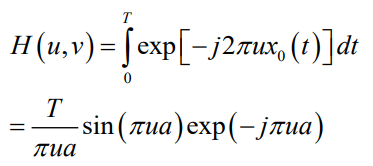 H(u,v) = ∫₀ᵀ exp[−j2πux₀(t)]dt
= T/πua sin(πua)exp(−jπua)